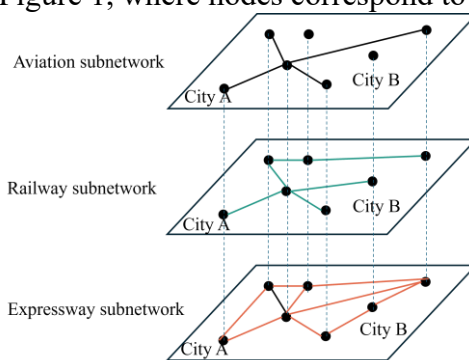 Figure 1, where nodes correspond to
Aviation subnetwork
City A
City B
Railway subnetwork
City A
City B
Expressway subnetwork
City A
City B